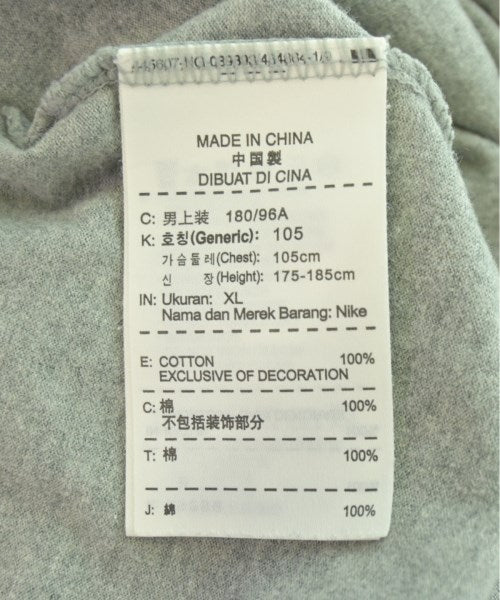 MADE IN CHINA
中国製
DIBUAT DI CINA
C: 男上装 180/96A
K: 호칭(Generic): 105
가슴둘레(Chest): 105cm
신 장(Height): 175-185cm
IN: Ukuran: XL
Nama dan Merek Barang: Nike
E: COTTON 100%
EXCLUSIVE OF DECORATION
C: 棉 100%
不包括装饰部分
T: 棉 100%
J: 綿 100%